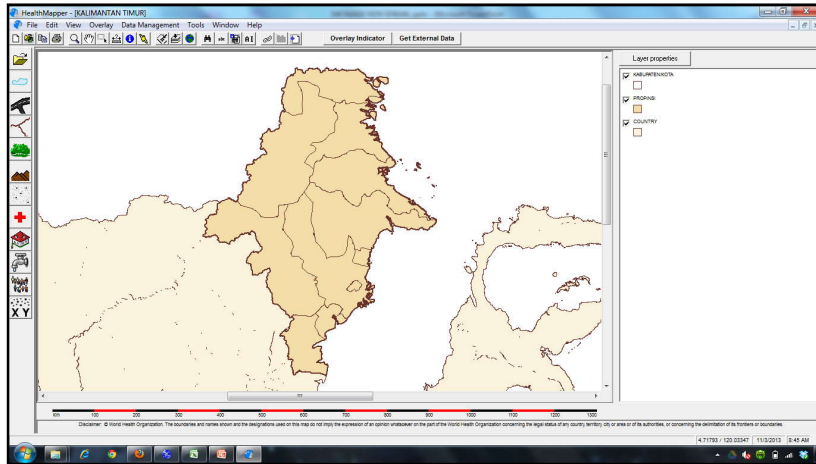 HealthMapper - [KALIMANTAN TIMUR]
File Edit View Overlay Data Management Tools Window Help
abc AI Overlay Indicator Get External Data
Layer properties
KABUPATEN/KOTA
PROPINSI
COUNTRY
X Y
Km 100 200 300 400 500 600 700 800 900 1000 1100 1200 1300
Disclaimer: © World Health Organization. The boundaries and names shown and the designations used on this map do not imply the expression of an opinion whatsoever on the part of the World Health Organization concerning the legal status of any country, territory, city or area or of its authorities, or concerning the delimitation of its frontiers or boundaries.
4.71793 / 120.03347 11/3/2013 8:45 AM